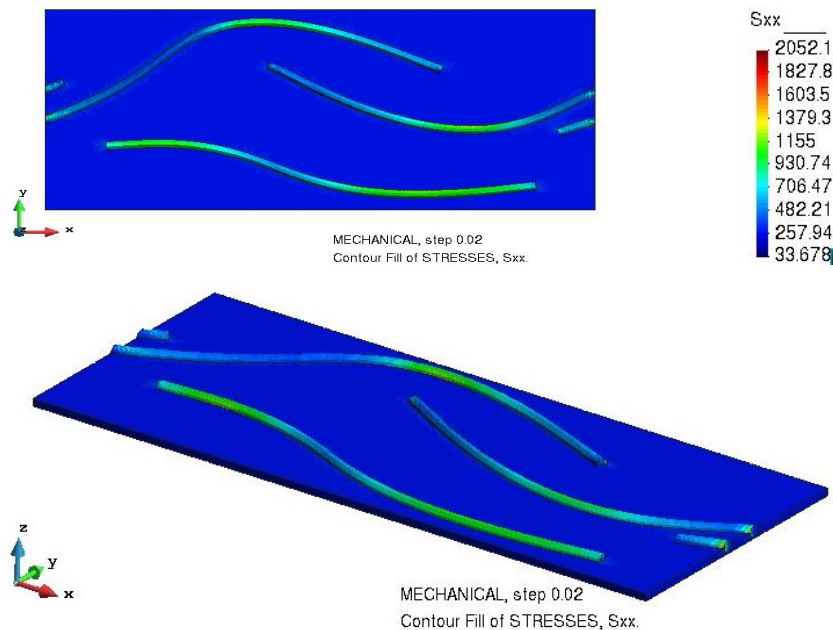 Sxx
2052.1
1827.8
1603.5
1379.3
1155
930.74
706.47
482.21
257.94
33.678
y
z
x
MECHANICAL, step 0.02
Contour Fill of STRESSES, Sxx.
z
y
x
MECHANICAL, step 0.02
Contour Fill of STRESSES, Sxx.